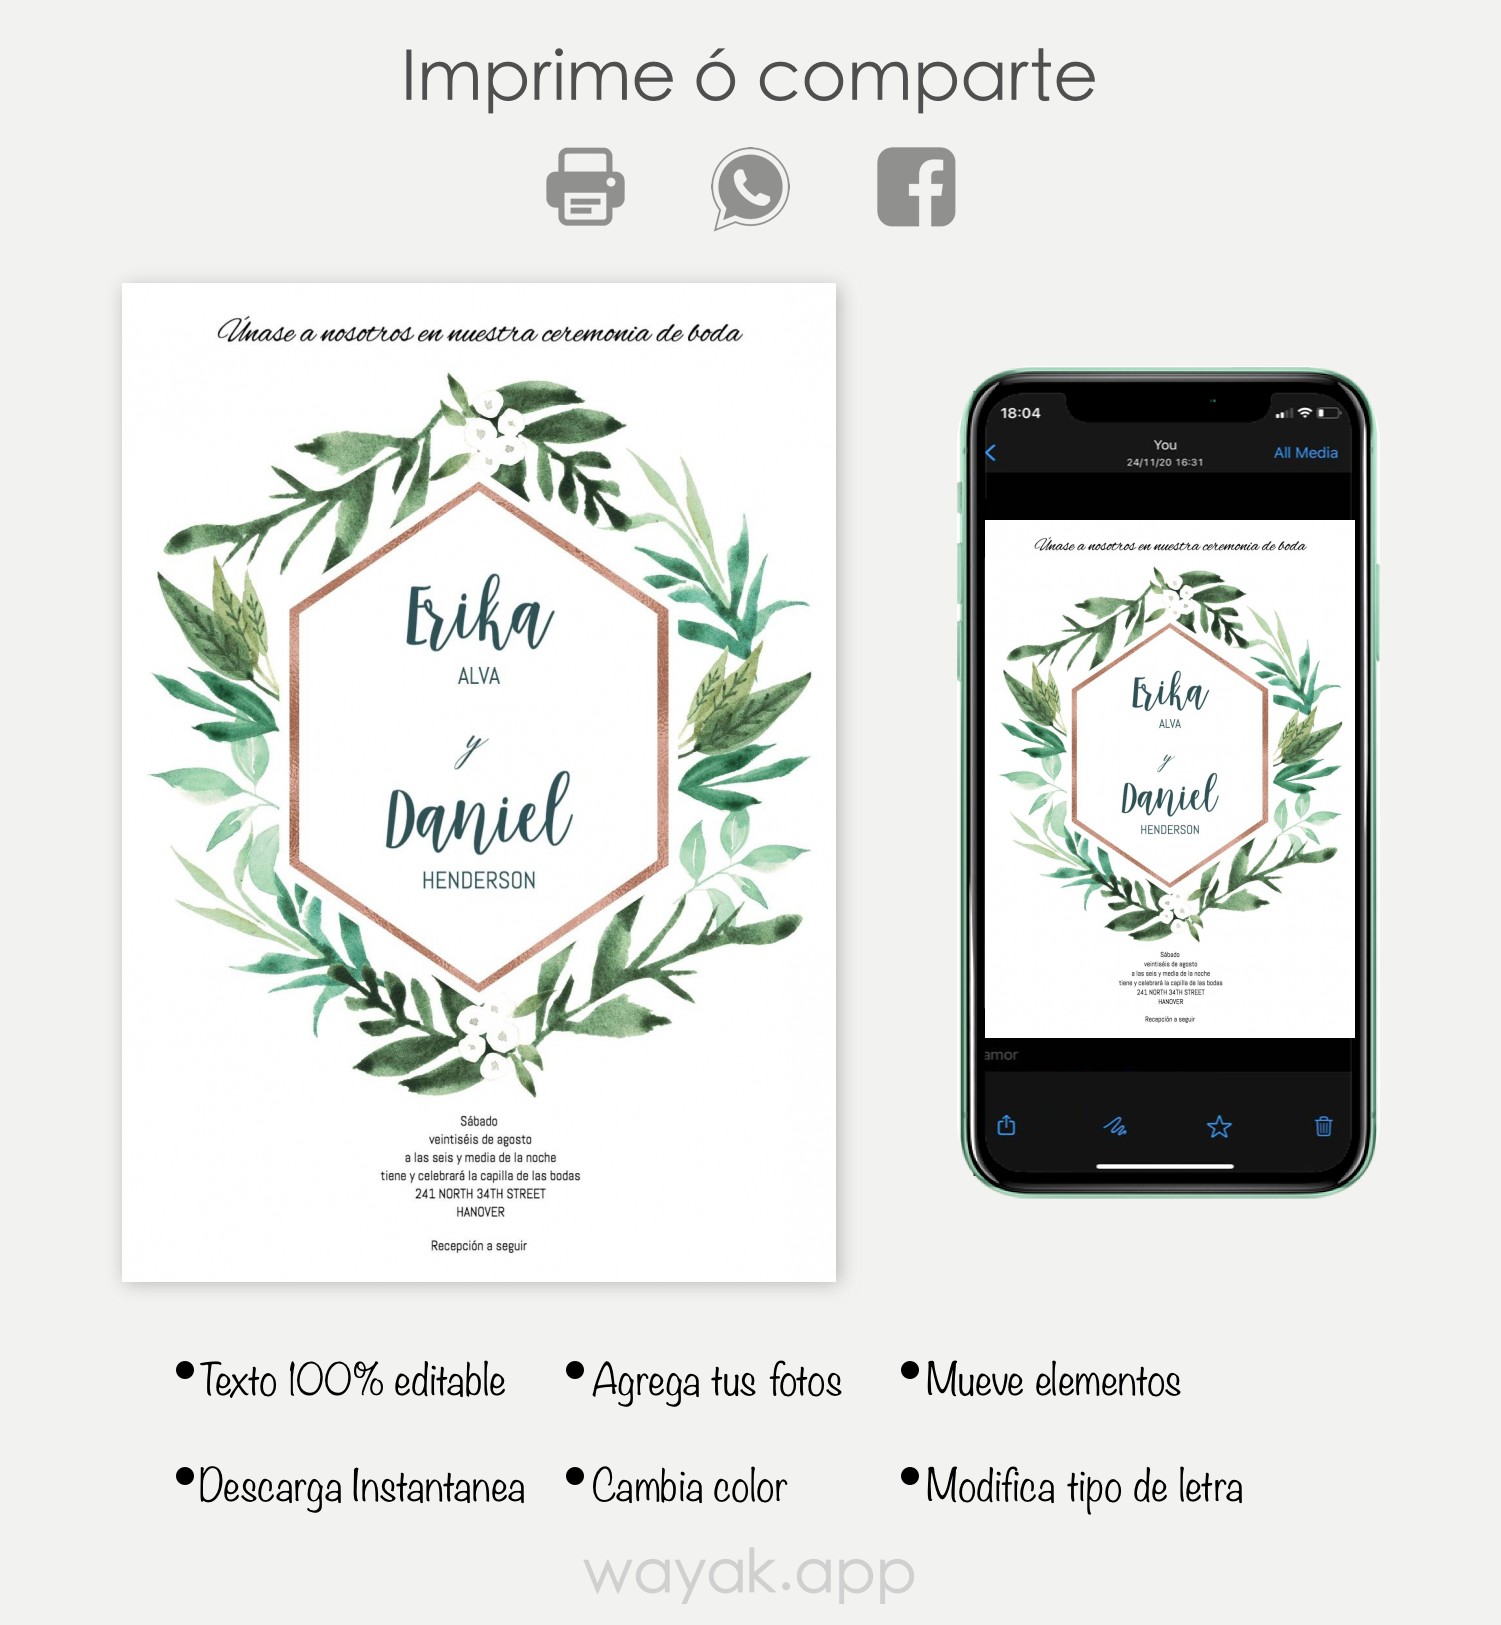 Imprime ó comparte
Únase a nosotros en nuestra ceremonia de boda
Erika
ALVA
y
Daniel
HENDERSON
Sábado
veintiséis de agosto
a las seis y media de la noche
tiene y celebrará la capilla de las bodas
241 NORTH 34TH STREET
HANOVER
Recepción a seguir
18:04
You
24/11/20 16:31
All Media
Únase a nosotros en nuestra ceremonia de boda
Erika
ALVA
y
Daniel
HENDERSON
Sábado
veintiséis de agosto
a las seis y media de la noche
tiene y celebrará la capilla de las bodas
241 NORTH 34TH STREET
HANOVER
Recepción a seguir
amor
•Texto 100% editable •Agrega tus fotos •Mueve elementos
•Descarga Instantanea •Cambia color •Modifica tipo de letra
wayak.app